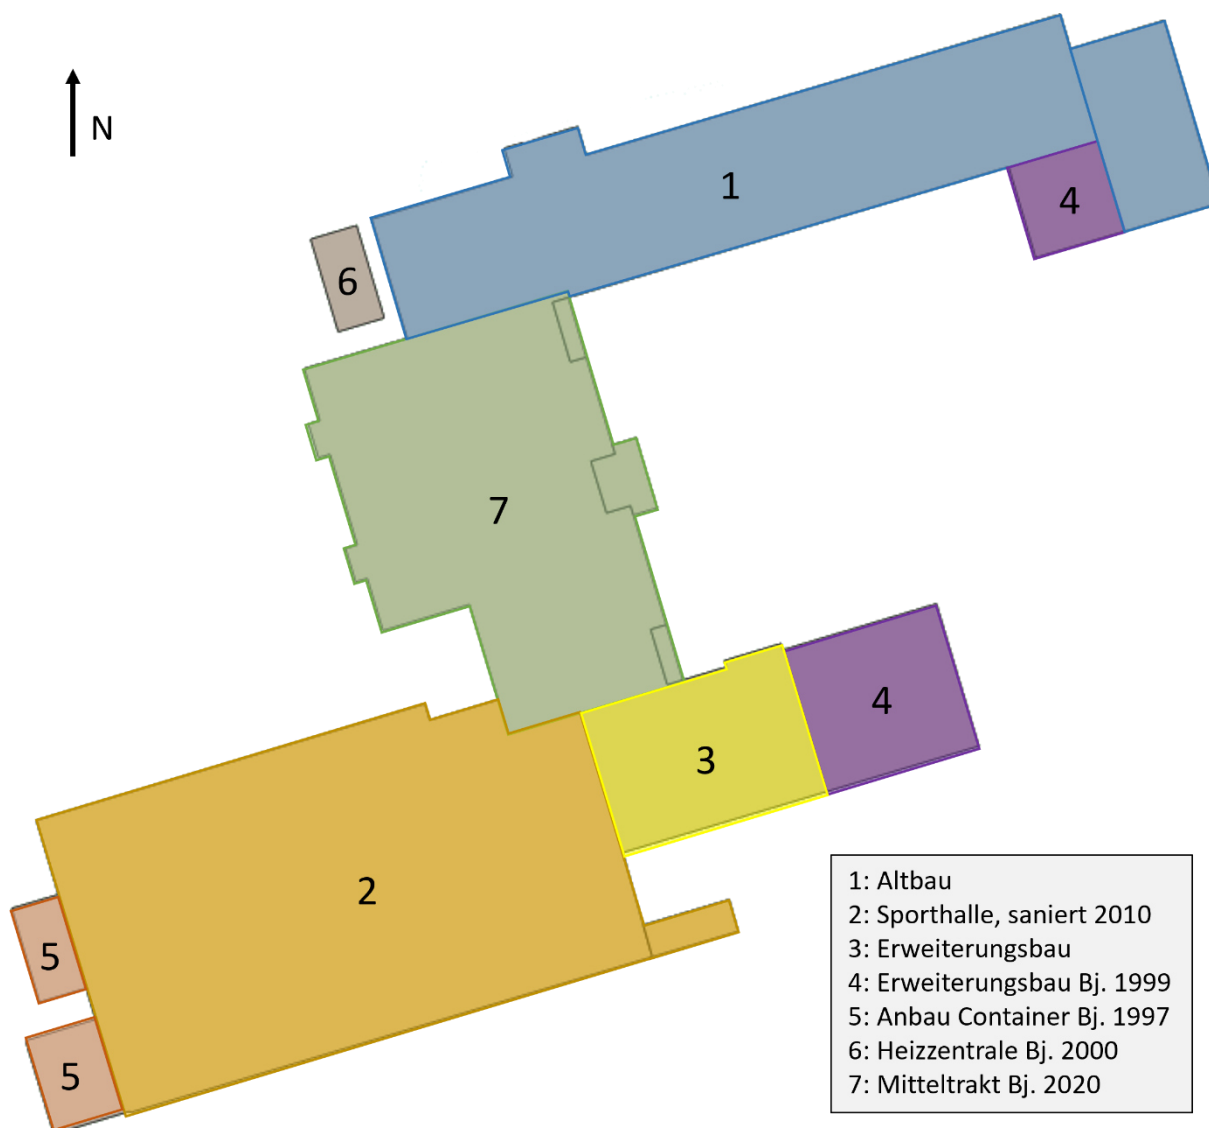 N
1
4
6
7
4
3
2
5
5
1: Altbau
2: Sporthalle, saniert 2010
3: Erweiterungsbau
4: Erweiterungsbau Bj. 1999
5: Anbau Container Bj. 1997
6: Heizzentrale Bj. 2000
7: Mitteltrakt Bj. 2020